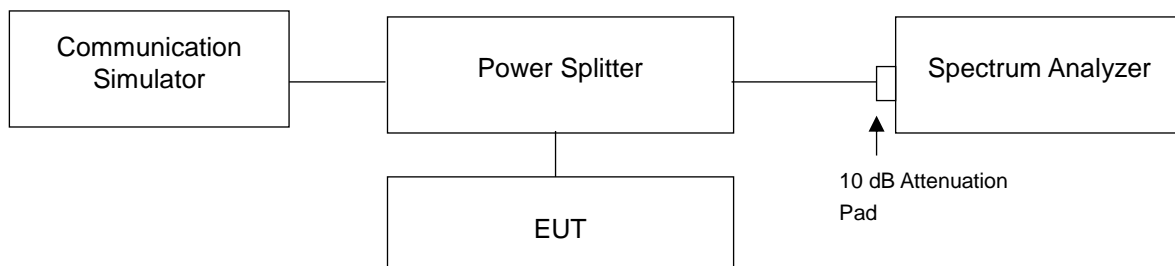 Communication
Simulator
Power Splitter
Spectrum Analyzer
10 dB Attenuation
Pad
EUT